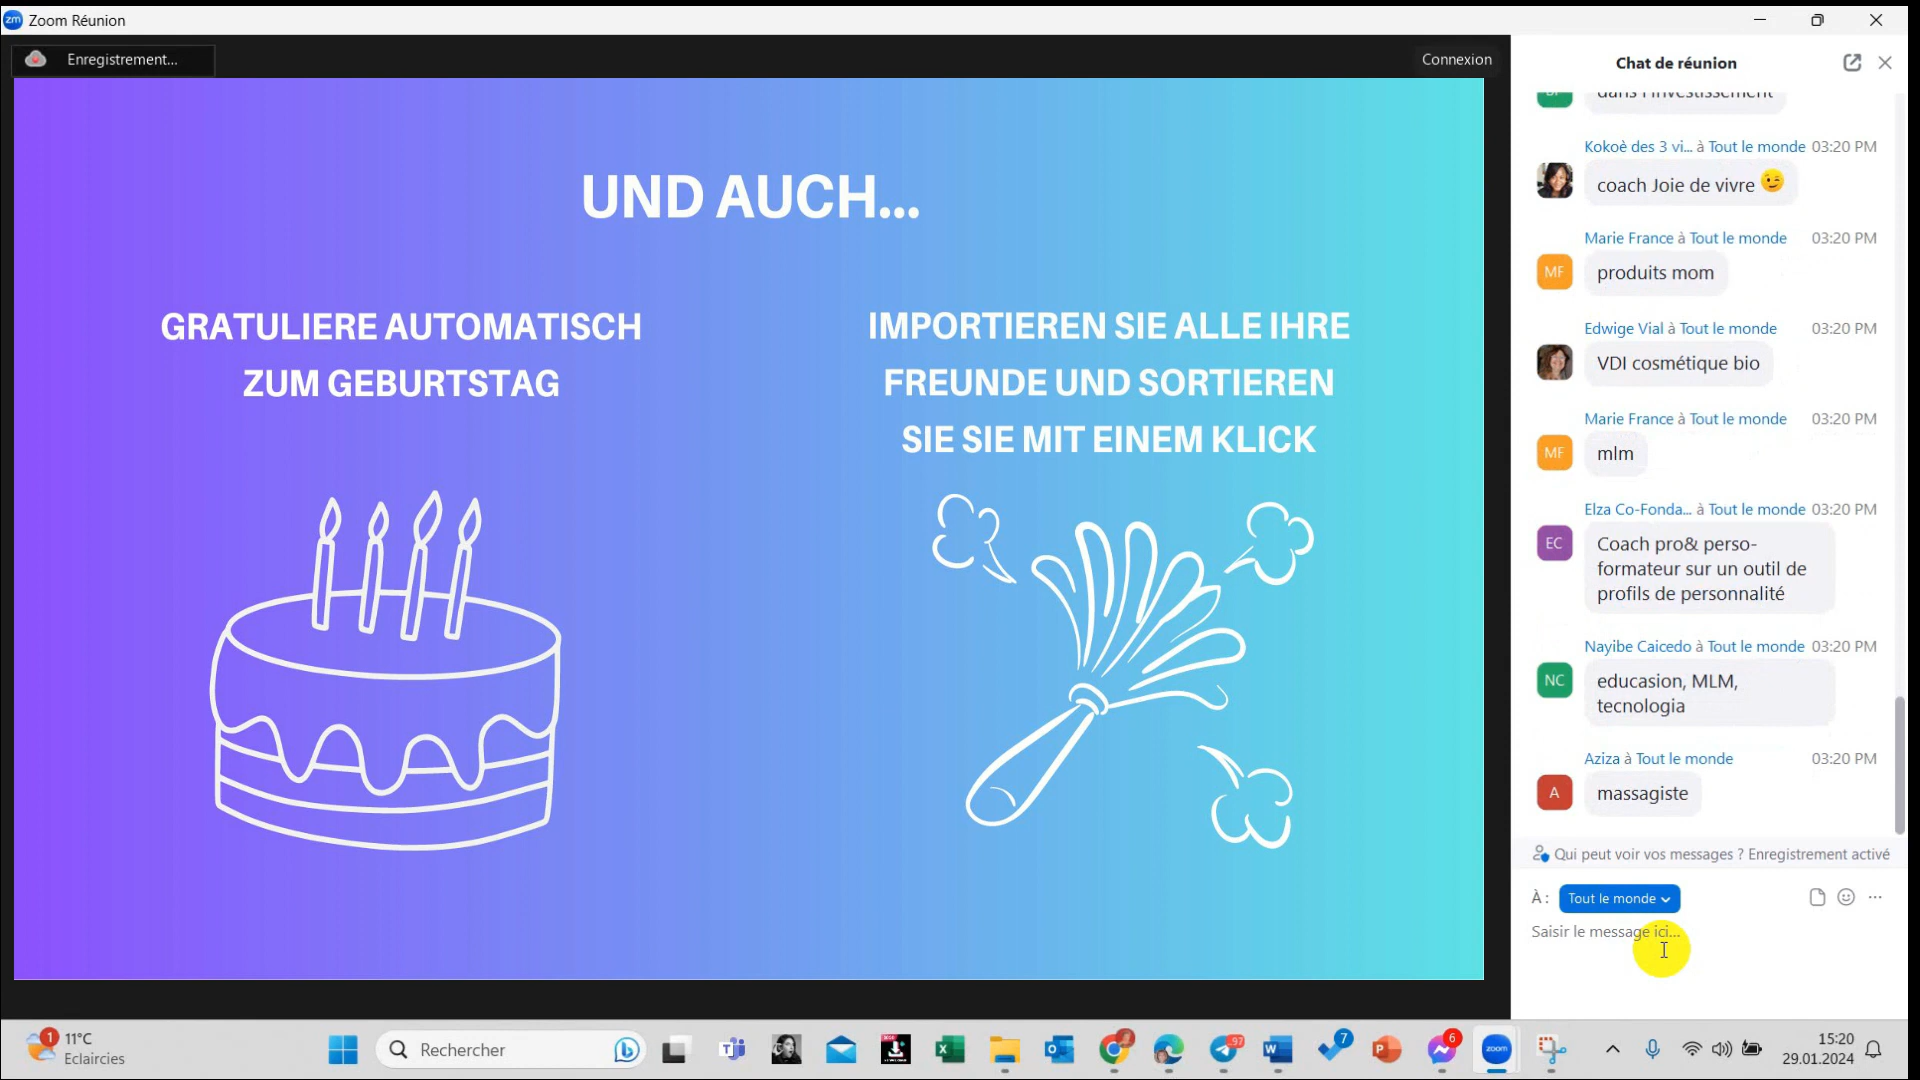 Zoom Réunion
Enregistrement...
Connexion
UND AUCH...
GRATULIERE AUTOMATISCH
ZUM GEBURTSTAG
IMPORTIEREN SIE ALLE IHRE
FREUNDE UND SORTIEREN
SIE SIE MIT EINEM KLICK
Chat de réunion
dans l'investissement
Kokoè des 3 vi... à Tout le monde 03:20 PM
coach Joie de vivre 😉
Marie France à Tout le monde 03:20 PM
MF
produits mom
Edwige Vial à Tout le monde 03:20 PM
VDI cosmétique bio
Marie France à Tout le monde 03:20 PM
MF
mlm
Elza Co-Fonda... à Tout le monde 03:20 PM
EC
Coach pro& perso-
formateur sur un outil de
profils de personnalité
Nayibe Caicedo à Tout le monde 03:20 PM
NC
educasion, MLM,
tecnologia
Aziza à Tout le monde 03:20 PM
A
massagiste
Qui peut voir vos messages ? Enregistrement activé
À : Tout le monde
Saisir le message ici...
1
11°C
Eclaircies
Rechercher
97
7
6
zoom
15:20
29.01.2024